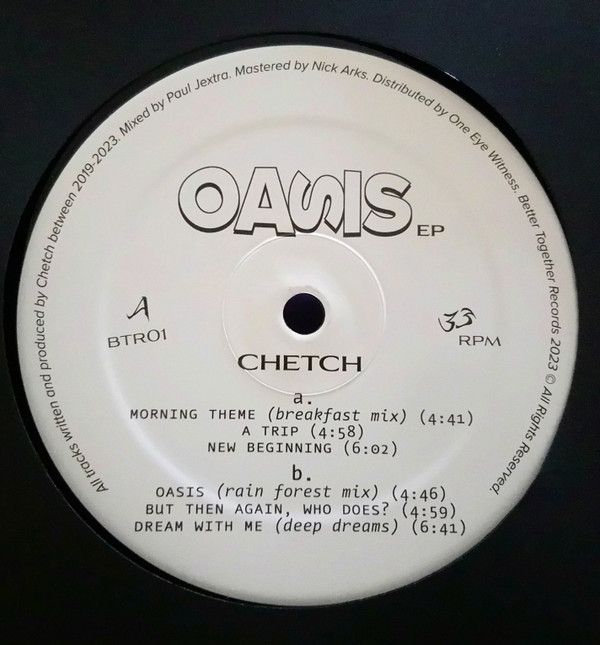 All tracks written and produced by Chetch between 2019-2023. Mixed by Paul Jextra. Mastered by Nick Arks. Distributed by One Eye Witness. Better Together Records 2023 © All Rights Reserved.
OASIS EP
A
BTR01
33
RPM
CHETCH
a.
MORNING THEME (breakfast mix) (4:41)
A TRIP (4:58)
NEW BEGINNING (6:02)
b.
OASIS (rain forest mix) (4:46)
BUT THEN AGAIN, WHO DOES? (4:59)
DREAM WITH ME (deep dreams) (6:41)